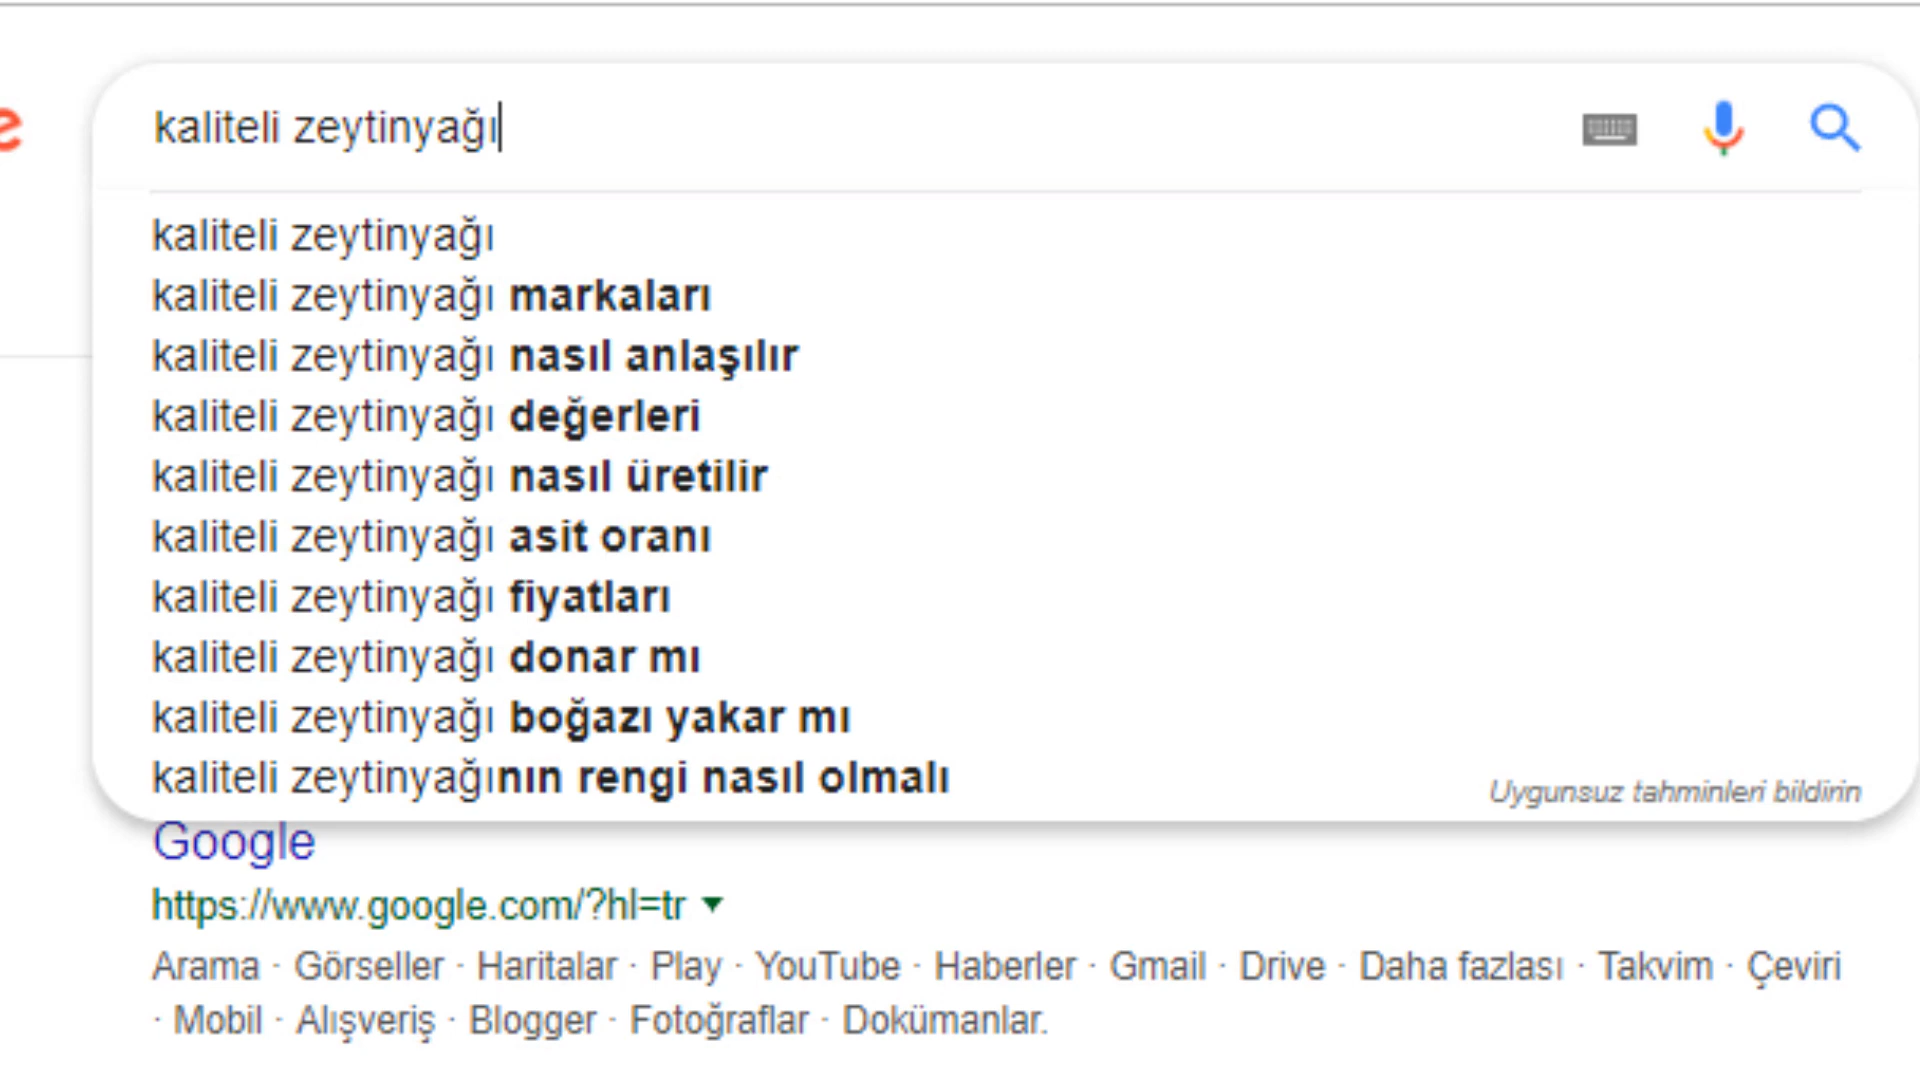 e
kaliteli zeytinyağı
kaliteli zeytinyağı
kaliteli zeytinyağı markaları
kaliteli zeytinyağı nasıl anlaşılır
kaliteli zeytinyağı değerleri
kaliteli zeytinyağı nasıl üretilir
kaliteli zeytinyağı asit oranı
kaliteli zeytinyağı fiyatları
kaliteli zeytinyağı donar mı
kaliteli zeytinyağı boğazı yakar mı
kaliteli zeytinyağının rengi nasıl olmalı
Uygunsuz tahminleri bildirin
Google
https://www.google.com/?hl=tr
Arama · Görseller · Haritalar · Play · YouTube · Haberler · Gmail · Drive · Daha fazlası · Takvim · Çeviri
· Mobil · Alışveriş · Blogger · Fotoğraflar · Dokümanlar.